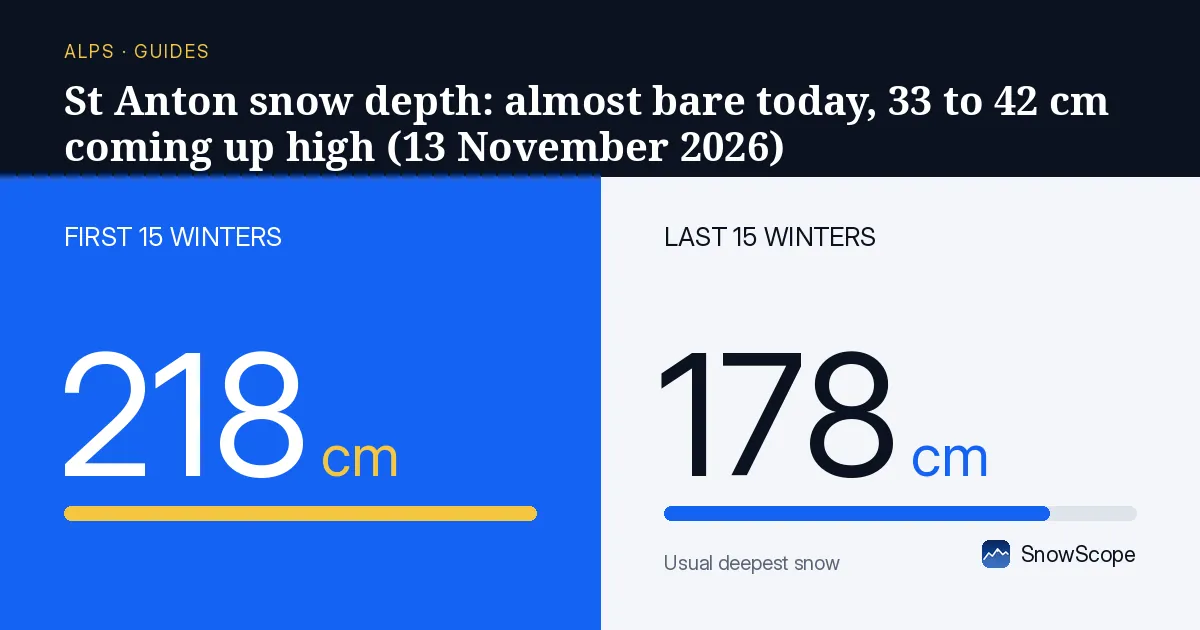 ALPS · GUIDES
St Anton snow depth: almost bare today, 33 to 42 cm
coming up high (13 November 2026)
FIRST 15 WINTERS
218 cm
LAST 15 WINTERS
178 cm
Usual deepest snow
SnowScope